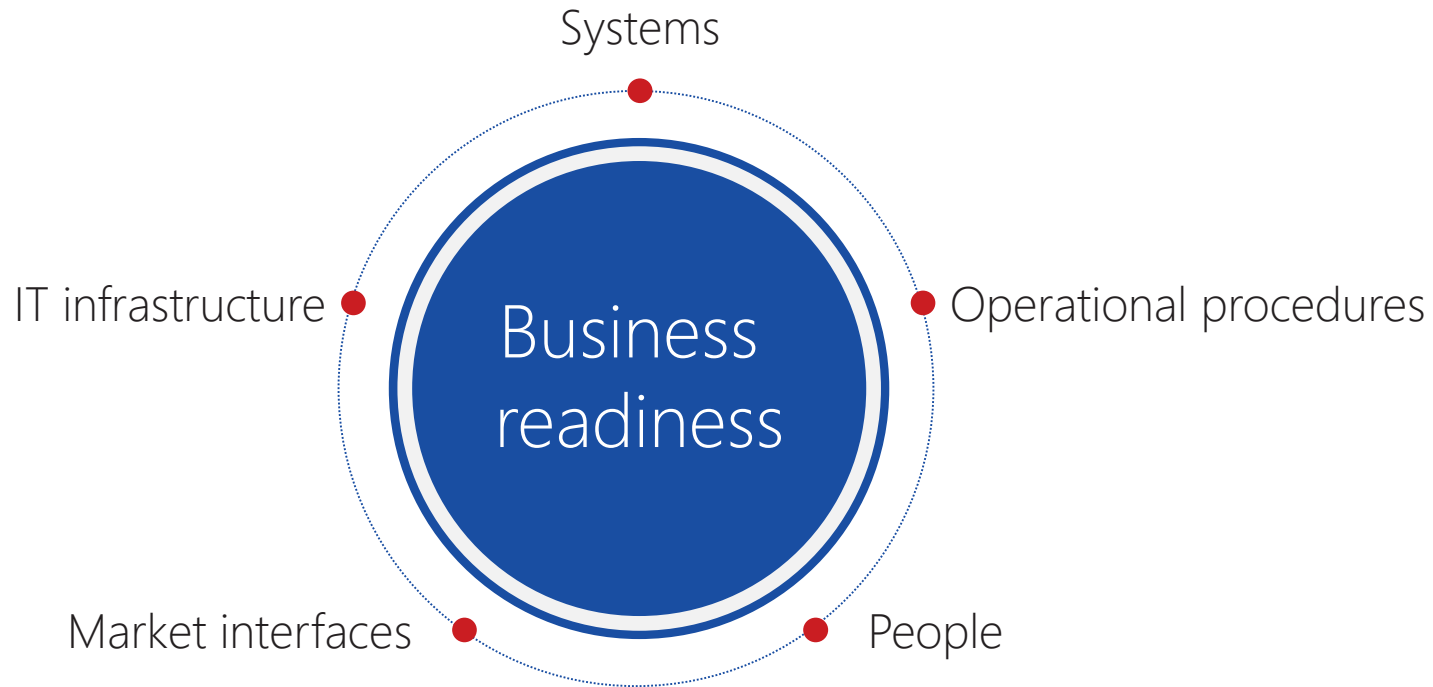 Systems
IT infrastructure
Operational procedures
Business
readiness
Market interfaces
People